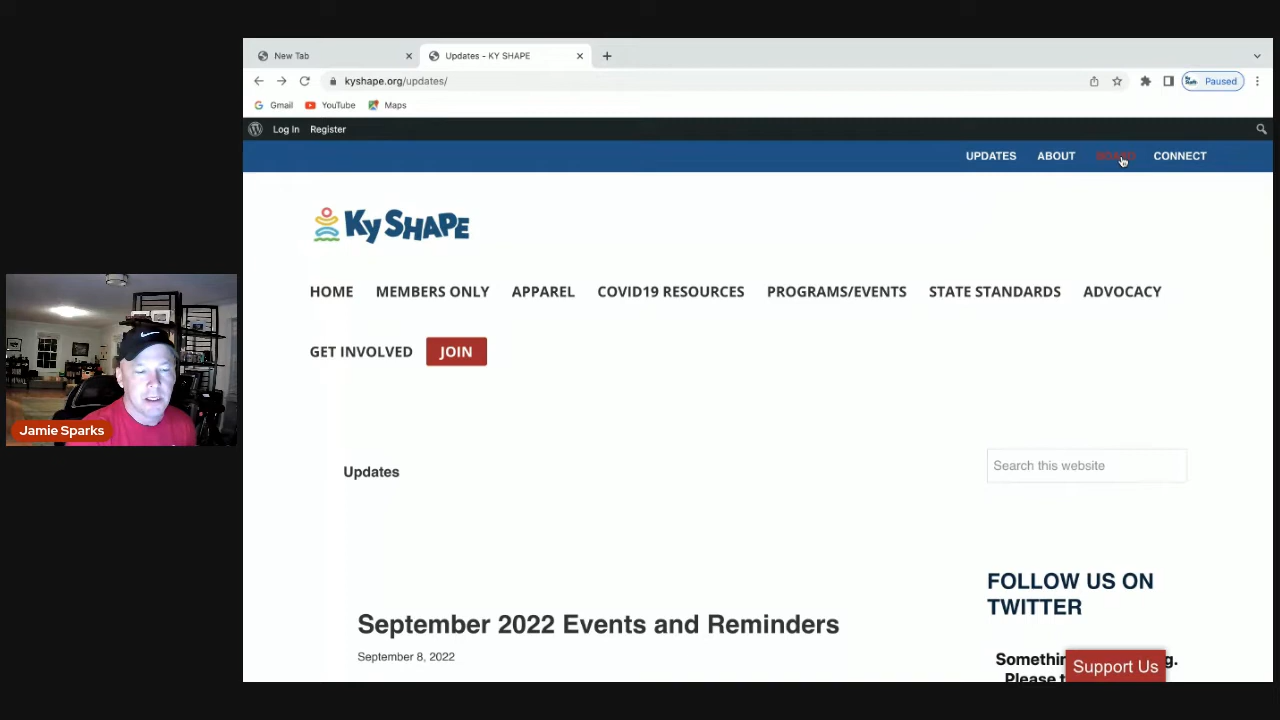 New Tab
Updates - KY SHAPE
kyshape.org/updates/
Paused
Gmail
YouTube
Maps
Log In
Register
UPDATES
ABOUT
BOARD
CONNECT
Ky SHAPE
HOME
MEMBERS ONLY
APPAREL
COVID19 RESOURCES
PROGRAMS/EVENTS
STATE STANDARDS
ADVOCACY
GET INVOLVED
JOIN
Jamie Sparks
Updates
Search this website
September 2022 Events and Reminders
September 8, 2022
FOLLOW US ON
TWITTER
Support Us